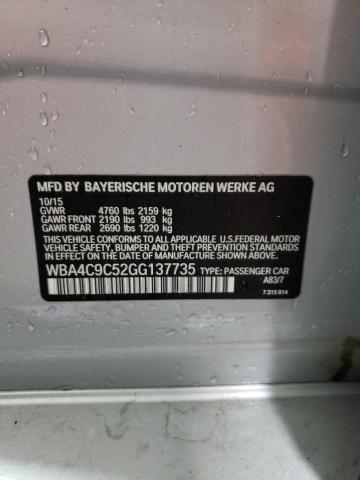 MFD BY BAYERISCHE MOTOREN WERKE AG
10/15
GVWR 4760 lbs 2159 kg
GAWR FRONT 2190 lbs 993 kg
GAWR REAR 2690 lbs 1220 kg
THIS VEHICLE CONFORMS TO ALL APPLICABLE U.S.FEDERAL MOTOR
VEHICLE SAFETY, BUMPER AND THEFT PREVENTION STANDARDS IN
EFFECT ON THE DATE OF MANUFACTURE SHOWN ABOVE.
WBA4C9C52GG137735 TYPE: PASSENGER CAR
A83/7
7 315 814